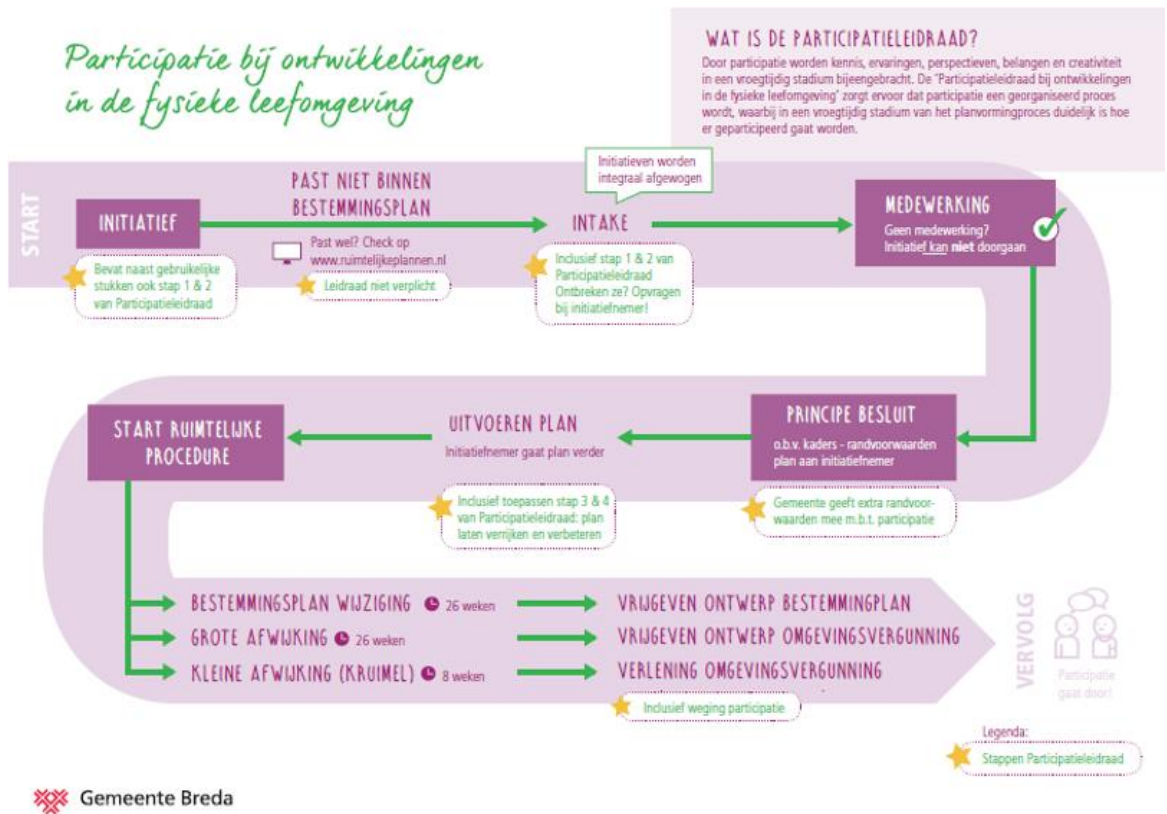 Participatie bij ontwikkelingen
in de fysieke leefomgeving
WAT IS DE PARTICIPATIELEIDRAAD?
Door participatie worden kennis, ervaringen, perspectieven, belangen en creativiteit
in een vroegtijdig stadium bijeengebracht. De 'Participatieleidraad bij ontwikkelingen
in de fysieke leefomgeving' zorgt ervoor dat participatie een georganiseerd proces
wordt, waarbij in een vroegtijdig stadium van het planvormingproces duidelijk is hoe
er geparticipeerd gaat worden.
START
INITIATIEF
Bevat naast gebruikelijke
stukken ook stap 1 & 2
van Participatieleidraad
PAST NIET BINNEN
BESTEMMINGSPLAN
Past wel? Check op
www.ruimtelijkeplannen.nl
Leidraad niet verplicht
Initiatieven worden
integraal afgewogen
INTAKE
Inclusief stap 1 & 2 van
Participatieleidraad
Ontbreken ze? Opvragen
bij initiatiefnemer!
MEDEWERKING
Geen medewerking?
Initiatief kan niet doorgaan
PRINCIPE BESLUIT
o.b.v. kaders - randvoorwaarden
plan aan initiatiefnemer
Gemeente geeft extra randvoor-
waarden mee m.b.t. participatie
UITVOEREN PLAN
Initiatiefnemer gaat plan verder
Inclusief toepassen stap 3 & 4
van Participatieleidraad: plan
laten verrijken en verbeteren
START RUIMTELIJKE
PROCEDURE
BESTEMMINGSPLAN WIJZIGING 26 weken
VRIJGEVEN ONTWERP BESTEMMINGPLAN
GROTE AFWIJKING 26 weken
VRIJGEVEN ONTWERP OMGEVINGSVERGUNNING
KLEINE AFWIJKING (KRUIMEL) 8 weken
VERLENING OMGEVINGSVERGUNNING
Inclusief weging participatie
VERVOLG
Participatie
gaat door!
Legenda:
Stappen Participatieleidraad
Gemeente Breda